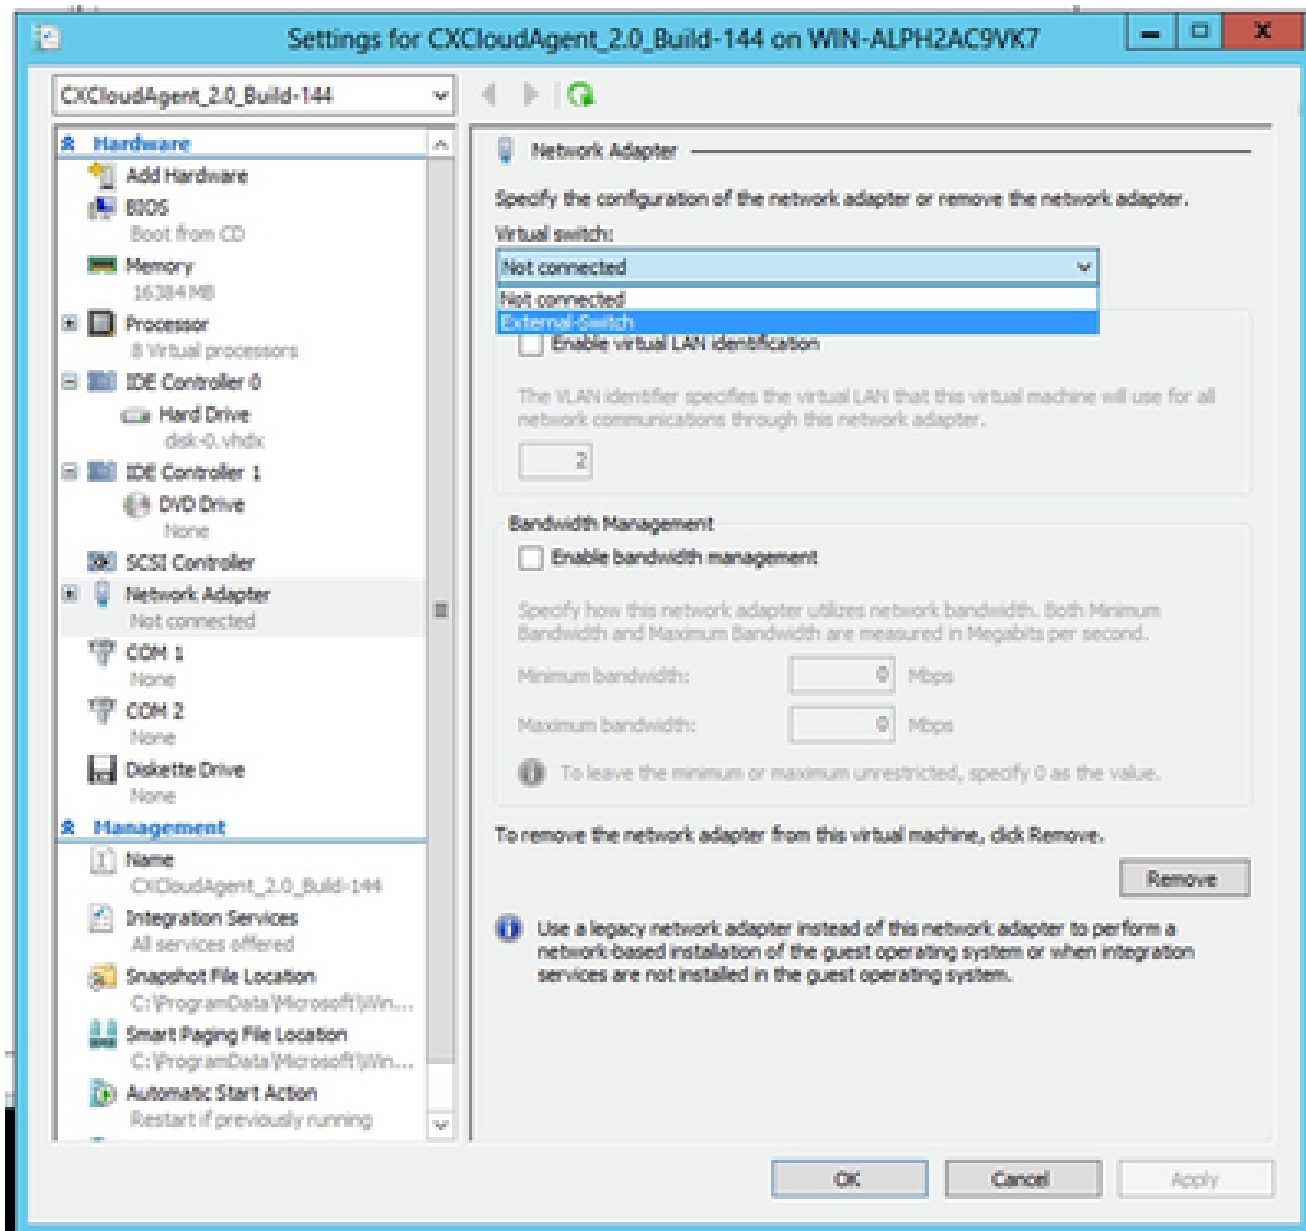 Settings for CXCloudAgent_2.0_Build-144 on WIN-ALPH2AC9VK7
CXCloudAgent_2.0_Build-144
Hardware
Add Hardware
BIOS
Boot from CD
Memory
16384 MB
Processor
8 Virtual processors
IDE Controller 0
Hard Drive
disk-0.vhdx
IDE Controller 1
DVD Drive
None
SCSI Controller
Network Adapter
Not connected
COM 1
None
COM 2
None
Diskette Drive
None
Management
Name
CXCloudAgent_2.0_Build-144
Integration Services
All services offered
Snapshot File Location
C:\ProgramData\Microsoft\Win...
Smart Paging File Location
C:\ProgramData\Microsoft\Win...
Automatic Start Action
Restart if previously running
Network Adapter
Specify the configuration of the network adapter or remove the network adapter.
Virtual switch:
Not connected
Not connected
External-Switch
Enable virtual LAN identification
The VLAN identifier specifies the virtual LAN that this virtual machine will use for all
network communications through this network adapter.
2
Bandwidth Management
Enable bandwidth management
Specify how this network adapter utilizes network bandwidth. Both Minimum
Bandwidth and Maximum Bandwidth are measured in Megabits per second.
Minimum bandwidth: 0 Mbps
Maximum bandwidth: 0 Mbps
To leave the minimum or maximum unrestricted, specify 0 as the value.
To remove the network adapter from this virtual machine, click Remove.
Remove
Use a legacy network adapter instead of this network adapter to perform a
network-based installation of the guest operating system or when integration
services are not installed in the guest operating system.
OK Cancel Apply